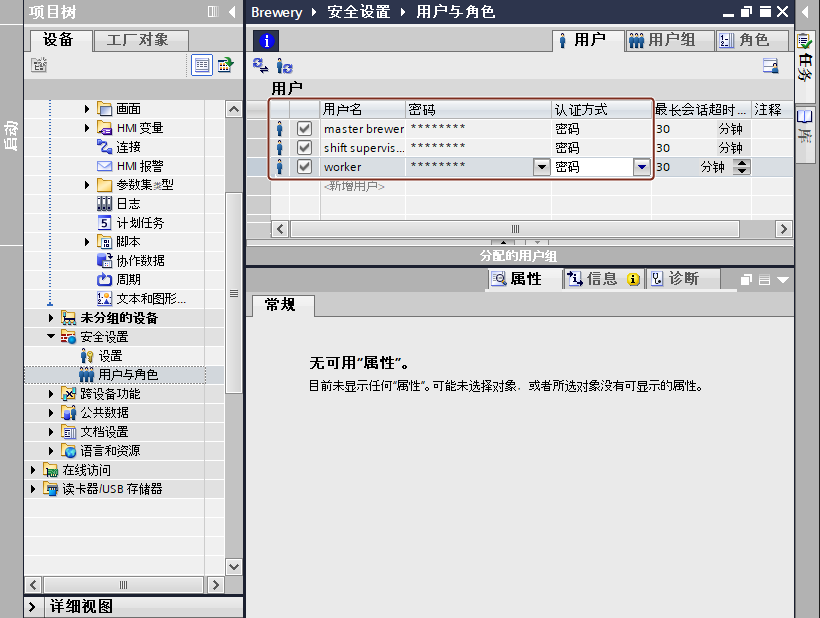 项目树
Brewery 安全设置 用户与角色
设备
工厂对象
启动
画面
HMI 变量
连接
HMI 报警
参数集类型
日志
计划任务
脚本
协作数据
周期
文本和图形...
未分组的设备
安全设置
设置
用户与角色
跨设备功能
公共数据
文档设置
语言和资源
在线访问
读卡器/USB 存储器
详细视图
用户
用户组
角色
用户
用户名 密码 认证方式 最长会话超时... 注释
master brewer ******** 密码 30 分钟
shift supervis... ******** 密码 30 分钟
worker ******** 密码 30 分钟
<新增用户>
分配的用户组
属性
信息
诊断
常规
无可用“属性”。
目前未显示任何“属性”。可能未选择对象，或者所选对象没有可显示的属性。
任务
库